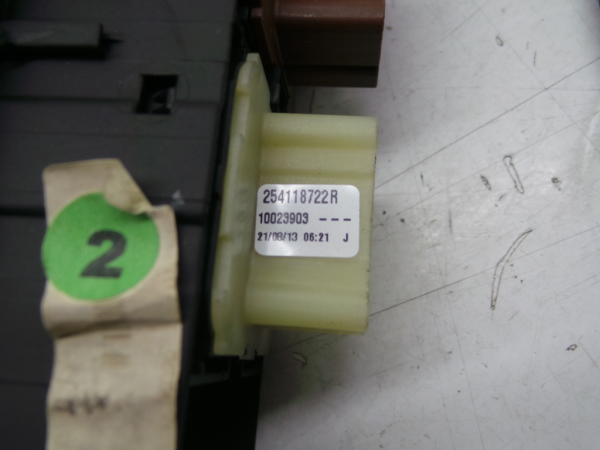 254118722R
10023903 ---
21/08/13 06:21 J
2